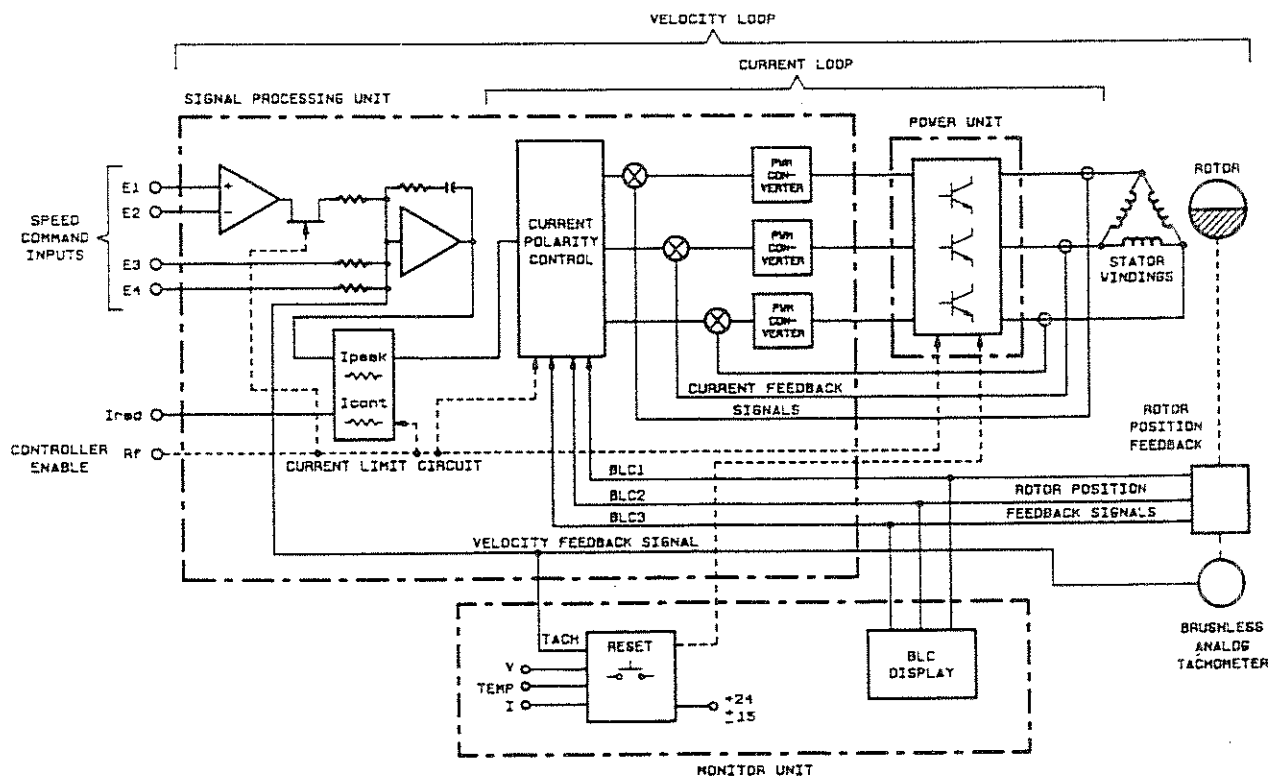 VELOCITY LOOP
CURRENT LOOP
SIGNAL PROCESSING UNIT
POWER UNIT
SPEED
COMMAND
INPUTS
E1
E2
E3
E4
+
−
CURRENT
POLARITY
CONTROL
PWM
CON-
VERTER
PWM
CON-
VERTER
PWM
CON-
VERTER
ROTOR
STATOR
WINDINGS
Ipeak
Icont
Ired
CONTROLLER
ENABLE
Rf
CURRENT LIMIT CIRCUIT
CURRENT FEEDBACK
SIGNALS
ROTOR
POSITION
FEEDBACK
BLC1
BLC2
BLC3
ROTOR POSITION
FEEDBACK SIGNALS
VELOCITY FEEDBACK SIGNAL
TACH
V
TEMP
I
RESET
+24
±15
BLC
DISPLAY
BRUSHLESS
ANALOG
TACHOMETER
MONITOR UNIT